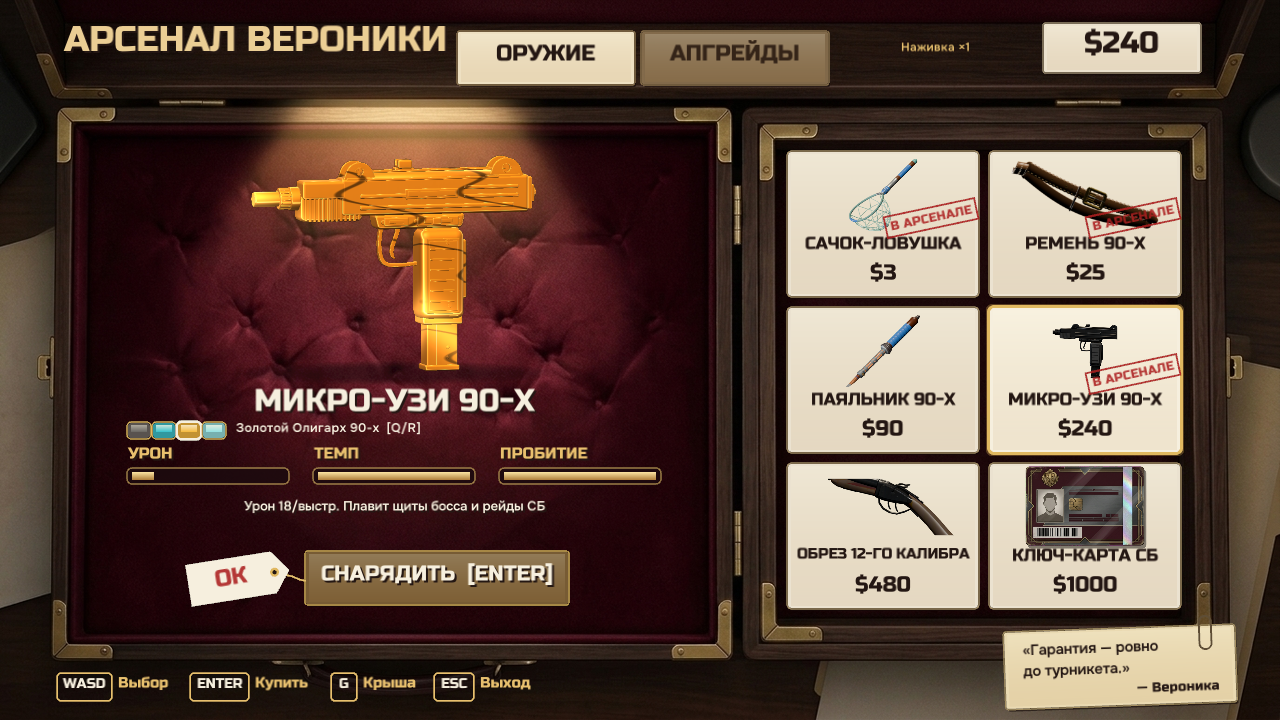 АРСЕНАЛ ВЕРОНИКИ
ОРУЖИЕ
АПГРЕЙДЫ
Наживка ×1
$240
В АРСЕНАЛЕ
САЧОК-ЛОВУШКА
$3
В АРСЕНАЛЕ
РЕМЕНЬ 90-Х
$25
ПАЯЛЬНИК 90-Х
$90
В АРСЕНАЛЕ
МИКРО-УЗИ 90-Х
$240
ОБРЕЗ 12-ГО КАЛИБРА
$480
КЛЮЧ-КАРТА СБ
$1000
МИКРО-УЗИ 90-Х
Золотой Олигарх 90-х [Q/R]
УРОН
ТЕМП
ПРОБИТИЕ
Урон 18/выстр. Плавит щиты босса и рейды СБ
ОК
СНАРЯДИТЬ [ENTER]
«Гарантия — ровно
до турникета.»
— Вероника
WASD Выбор
ENTER Купить
G Крыша
ESC Выход